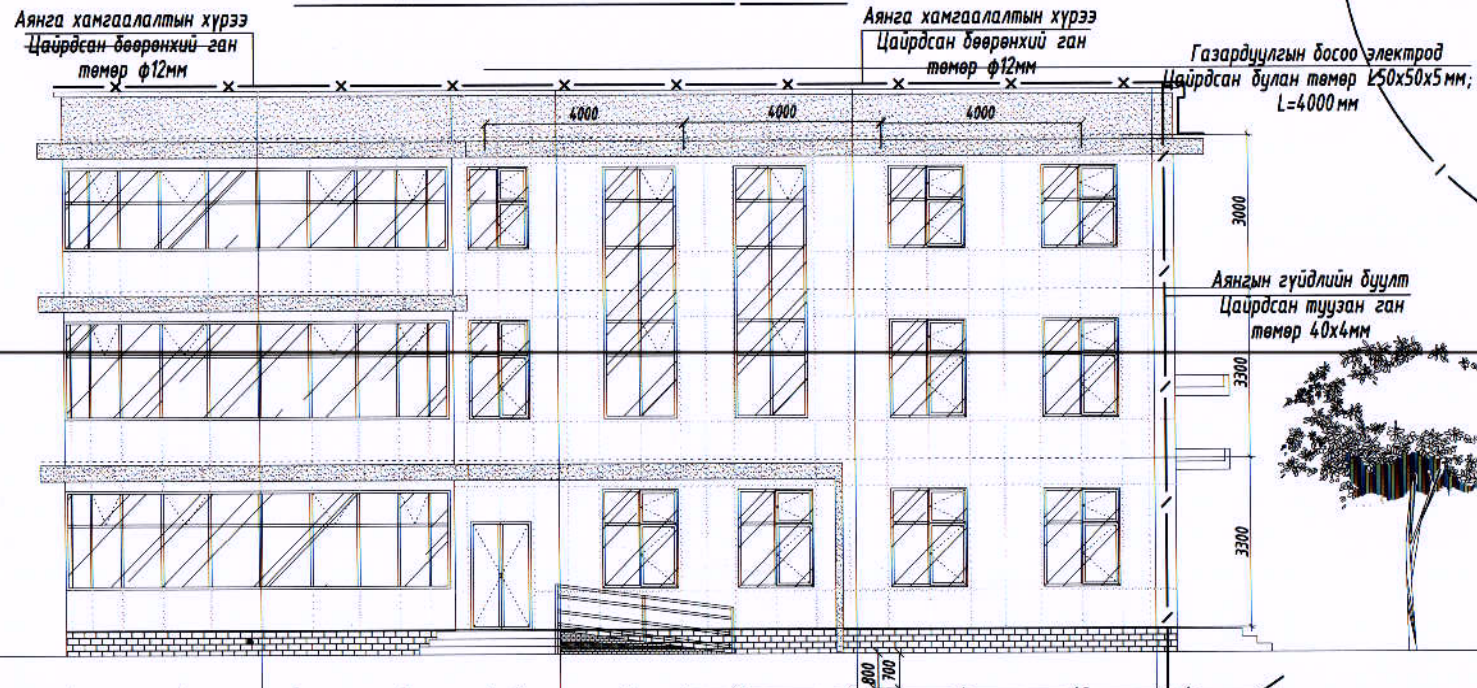 Аянга хамгаалалтын хүрээ
Цайрдсан бөөрөнхий ган
төмөр ф12мм
Аянга хамгаалалтын хүрээ
Цайрдсан бөөрөнхий ган
төмөр ф12мм
Газардуулгын босоо электрод
Цайрдсан булан төмөр L50x50x5мм;
L=4000мм
4000
4000
4000
3000
Аянгын гүйдлийн буулт
Цайрдсан туузан ган
төмөр 40x4мм
3300
3300
800
700